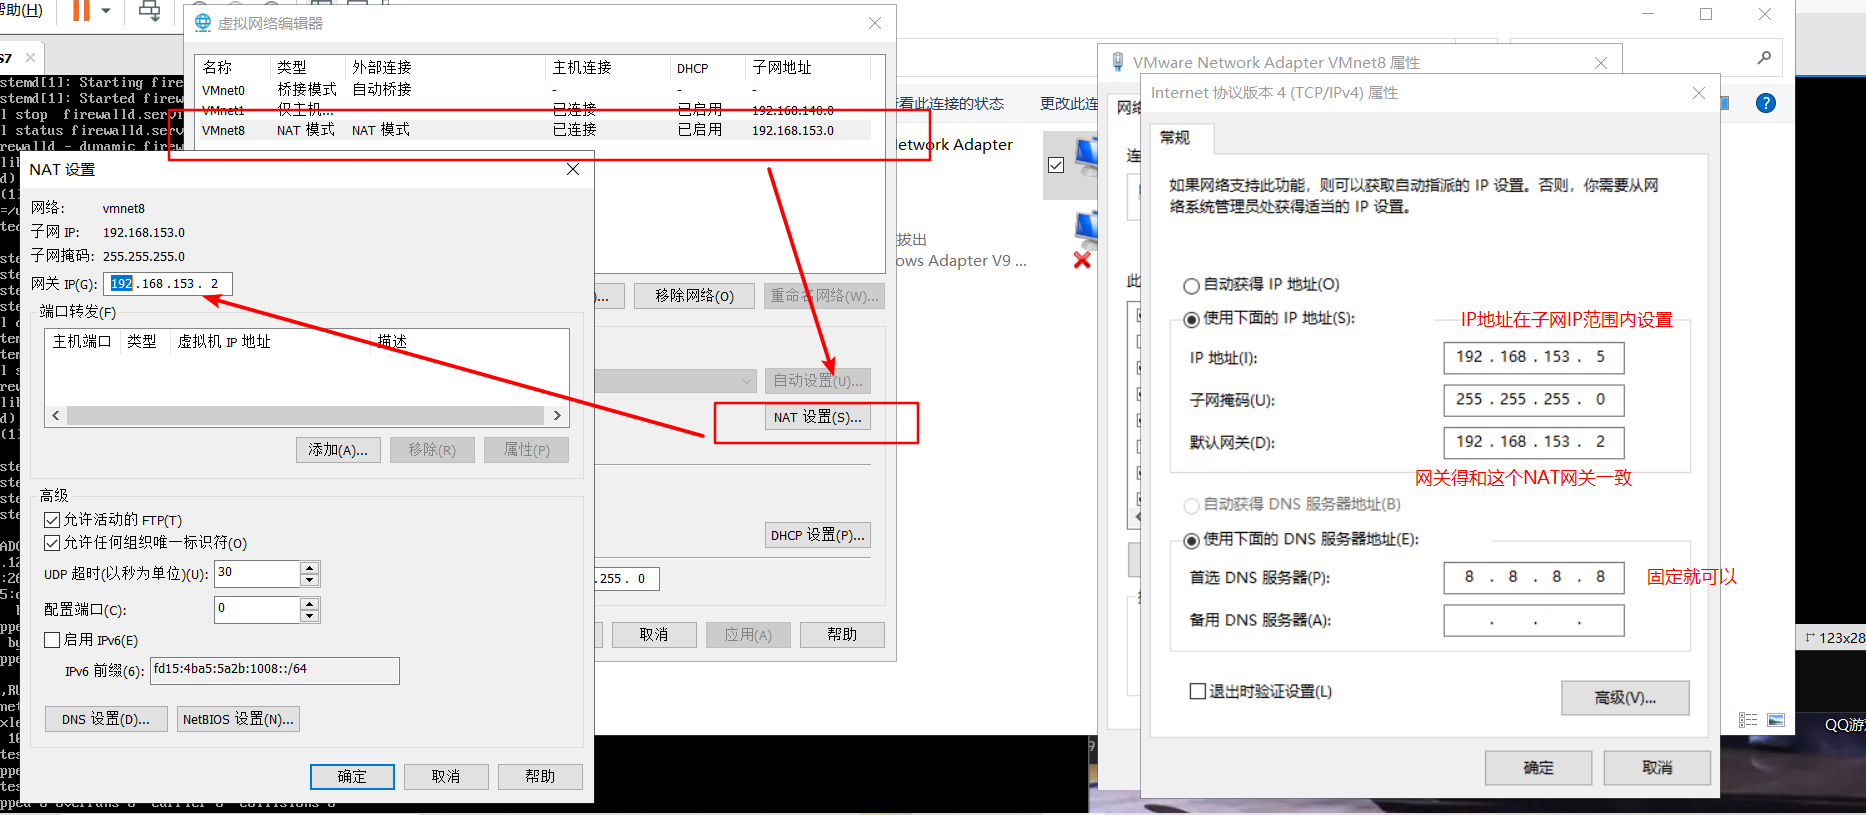 帮助(H)
S7
stemd[1]: Starting fire
stemd[1]: Started firew
l stop  firewalld.servi
l status firewalld.serv
rewalld - dynamic firew
虚拟网络编辑器
名称 类型 外部连接 主机连接 DHCP 子网地址
VMnet0 桥接模式 自动桥接 - - -
VMnet1 仅主机... - 已连接 已启用 192.168.140.0
VMnet8 NAT 模式 NAT 模式 已连接 已启用 192.168.153.0
移除网络(O) 重命名网络(W)...
自动设置(U)...
NAT 设置(S)...
DHCP 设置(P)...
.255 . 0
取消 应用(A) 帮助
NAT 设置
网络: vmnet8
子网 IP: 192.168.153.0
子网掩码: 255.255.255.0
网关 IP(G): 192 . 168 . 153 . 2
端口转发(F)
主机端口 类型 虚拟机 IP 地址 描述
添加(A)... 移除(R) 属性(P)
高级
允许活动的 FTP(T)
允许任何组织唯一标识符(O)
UDP 超时(以秒为单位)(U): 30
配置端口(C): 0
启用 IPv6(E)
IPv6 前缀(6): fd15:4ba5:5a2b:1008::/64
DNS 设置(D)... NetBIOS 设置(N)...
确定 取消 帮助
看此连接的状态 更改此连
etwork Adapter
拔出
ows Adapter V9 ...
VMware Network Adapter VMnet8 属性
网络
Internet 协议版本 4 (TCP/IPv4) 属性
常规
如果网络支持此功能，则可以获取自动指派的 IP 设置。否则，你需要从网
络系统管理员处获得适当的 IP 设置。
自动获得 IP 地址(O)
使用下面的 IP 地址(S):
IP地址在子网IP范围内设置
IP 地址(I): 192 . 168 . 153 . 5
子网掩码(U): 255 . 255 . 255 . 0
默认网关(D): 192 . 168 . 153 . 2
网关得和这个NAT网关一致
自动获得 DNS 服务器地址(B)
使用下面的 DNS 服务器地址(E):
首选 DNS 服务器(P): 8 . 8 . 8 . 8
固定就可以
备用 DNS 服务器(A): . . .
退出时验证设置(L)
高级(V)...
确定 取消
123x28
QQ游